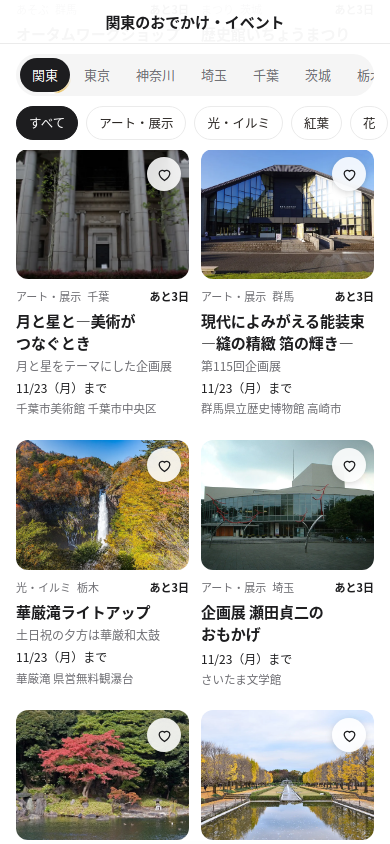 関東のおでかけ・イベント
関東 東京 神奈川 埼玉 千葉 茨城
すべて アート・展示 光・イルミ 紅葉 花
アート・展示 千葉 あと3日
月と星と―美術が
つなぐとき
月と星をテーマにした企画展
11/23（月）まで
千葉市美術館 千葉市中央区
アート・展示 群馬 あと3日
現代によみがえる能装束
―縫の精緻 箔の輝き―
第115回企画展
11/23（月）まで
群馬県立歴史博物館 高崎市
光・イルミ 栃木 あと3日
華厳滝ライトアップ
土日祝の夕方は華厳和太鼓
11/23（月）まで
華厳滝 県営無料観瀑台
アート・展示 埼玉 あと3日
企画展 瀬田貞二の
おもかげ
11/23（月）まで
さいたま文学館